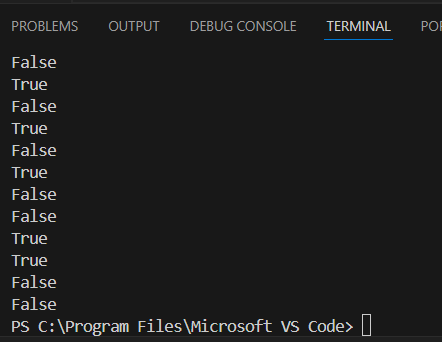 PROBLEMS OUTPUT DEBUG CONSOLE TERMINAL PO
False
True
False
True
False
True
False
False
True
True
False
False
PS C:\Program Files\Microsoft VS Code>